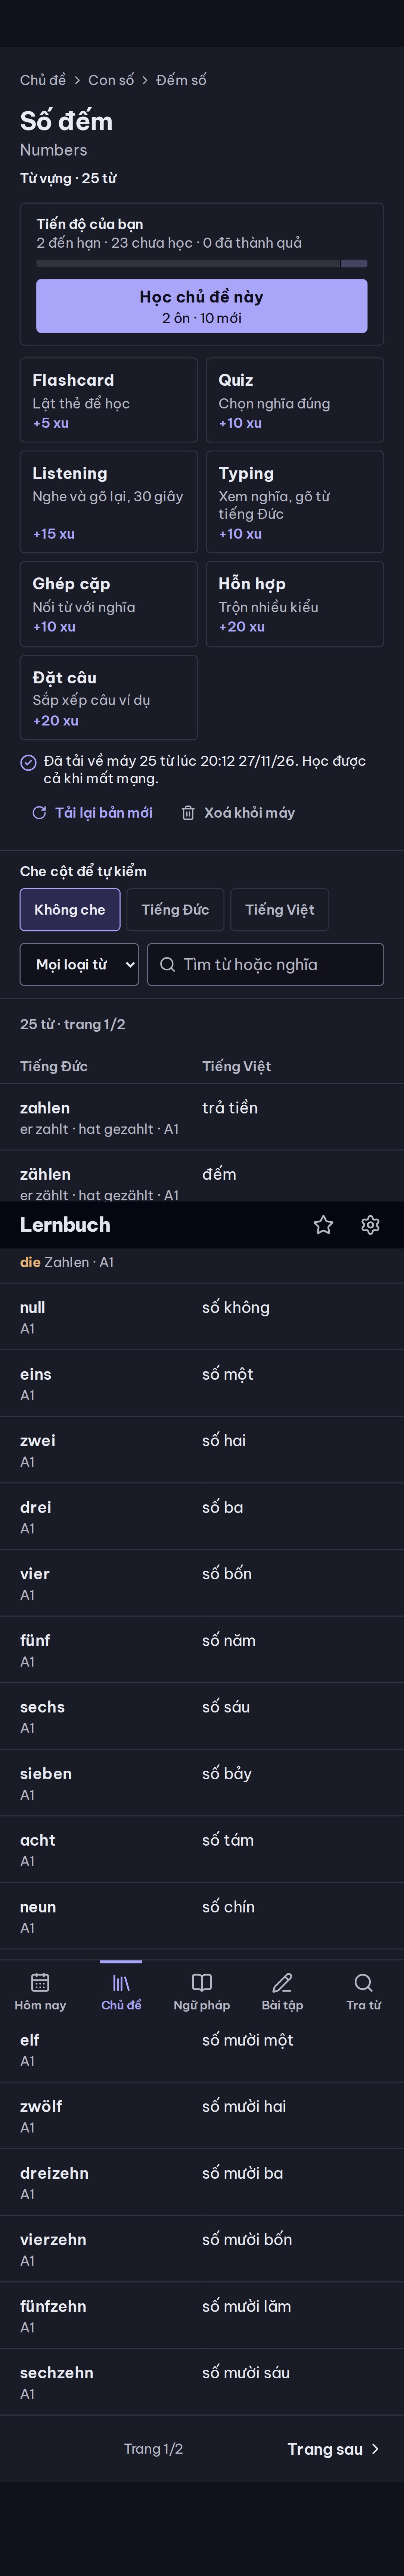 Chủ đề > Con số > Đếm số
Số đếm
Numbers
Từ vựng · 25 từ
Tiến độ của bạn
2 đến hạn · 23 chưa học · 0 đã thành quả
Học chủ đề này
2 ôn · 10 mới
Flashcard
Lật thẻ để học
+5 xu
Quiz
Chọn nghĩa đúng
+10 xu
Listening
Nghe và gõ lại, 30 giây
+15 xu
Typing
Xem nghĩa, gõ từ
tiếng Đức
+10 xu
Ghép cặp
Nối từ với nghĩa
+10 xu
Hỗn hợp
Trộn nhiều kiểu
+20 xu
Đặt câu
Sắp xếp câu ví dụ
+20 xu
Đã tải về máy 25 từ lúc 20:12 27/11/26. Học được
cả khi mất mạng.
Tải lại bản mới
Xoá khỏi máy
Che cột để tự kiểm
Không che
Tiếng Đức
Tiếng Việt
Mọi loại từ
Tìm từ hoặc nghĩa
25 từ · trang 1/2
Tiếng Đức
Tiếng Việt
zahlen
trả tiền
er zahlt · hat gezahlt · A1
zählen
đếm
er zählt · hat gezählt · A1
Lernbuch
die Zahlen · A1
null
số không
A1
eins
số một
A1
zwei
số hai
A1
drei
số ba
A1
vier
số bốn
A1
fünf
số năm
A1
sechs
số sáu
A1
sieben
số bảy
A1
acht
số tám
A1
neun
số chín
A1
Hôm nay
Chủ đề
Ngữ pháp
Bài tập
Tra từ
elf
số mười một
A1
zwölf
số mười hai
A1
dreizehn
số mười ba
A1
vierzehn
số mười bốn
A1
fünfzehn
số mười lăm
A1
sechzehn
số mười sáu
A1
Trang 1/2
Trang sau >